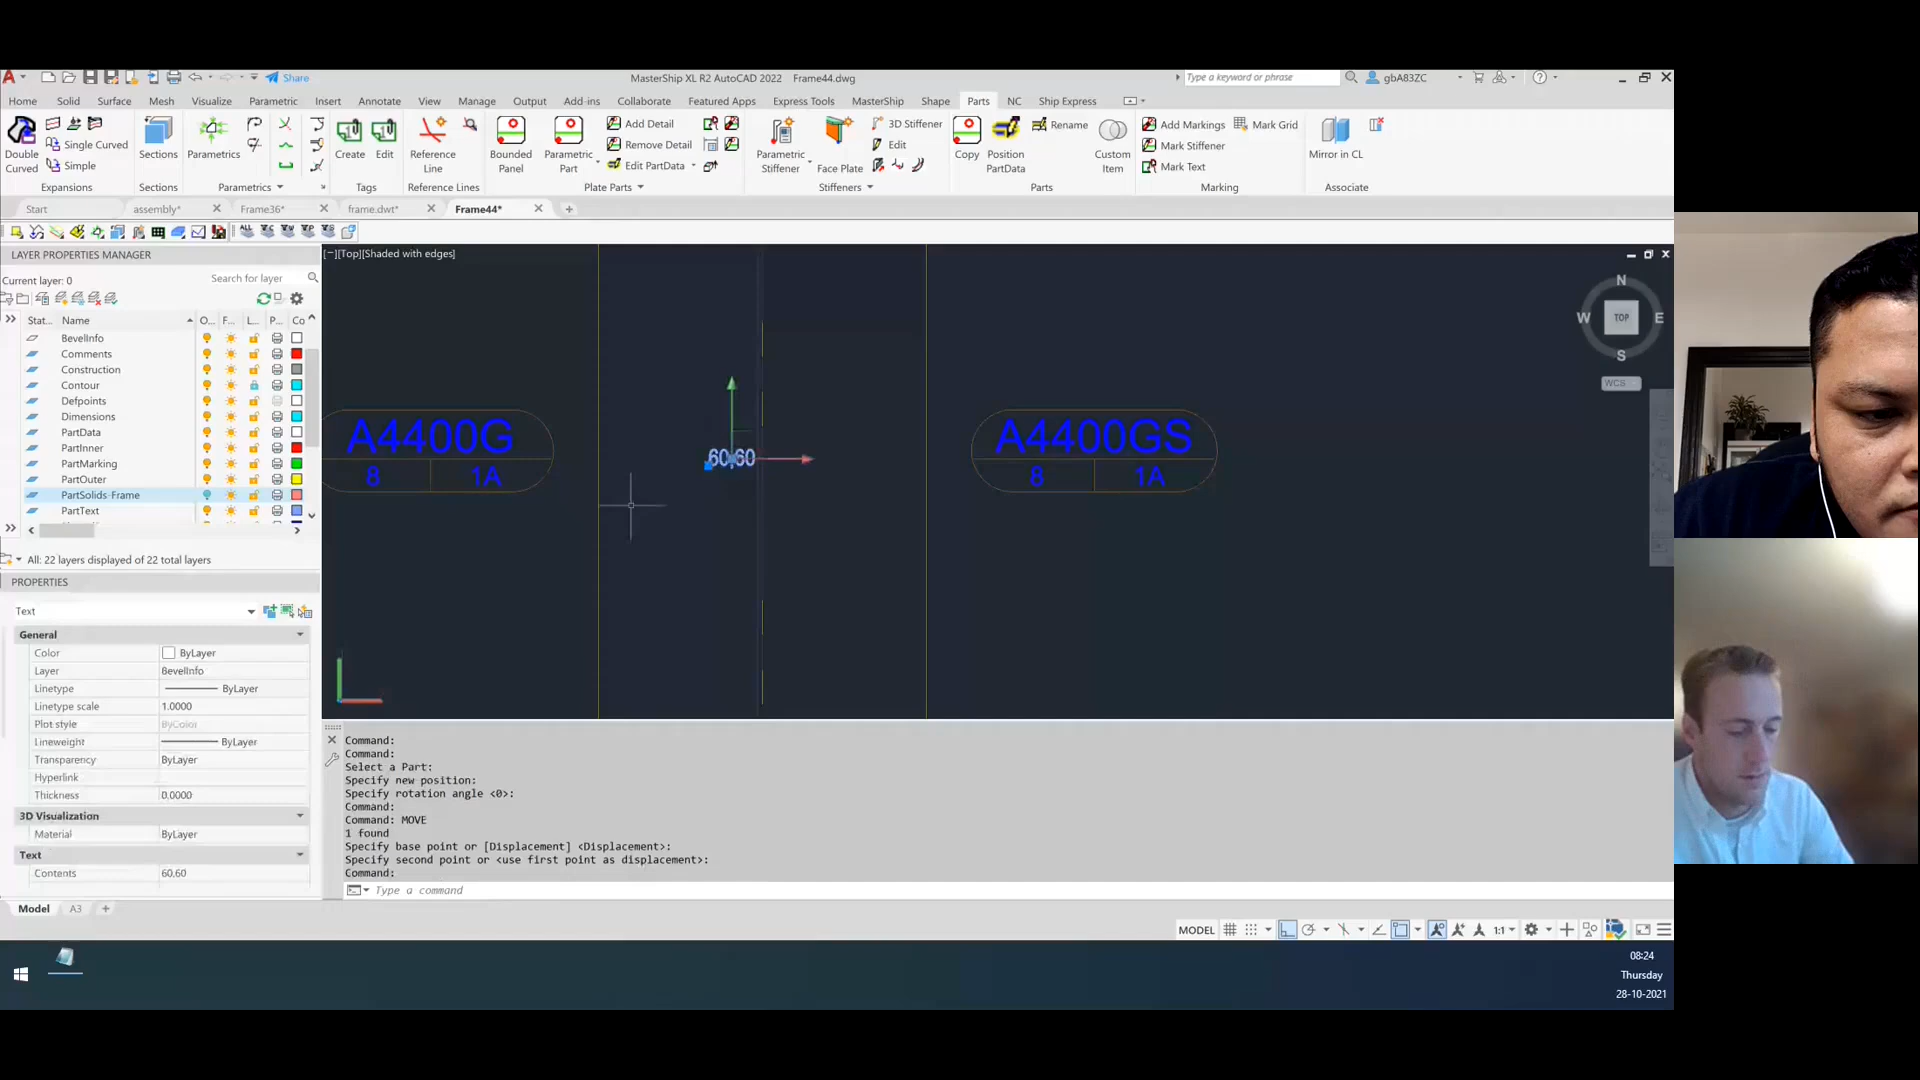 Share
MasterShip XL R2 AutoCAD 2022 Frame44.dwg
Type a keyword or phrase
gbA83ZC
Home Solid Surface Mesh Visualize Parametric Insert Annotate View Manage Output Add-ins Collaborate Featured Apps Express Tools MasterShip Shape Parts NC Ship Express
Double Curved
Single Curved
Simple
Expansions
Sections
Sections
Parametrics
Parametrics
Create Edit
Tags
Reference Line
Reference Lines
Bounded Panel
Parametric Part
Add Detail
Remove Detail
Edit PartData
Plate Parts
Parametric Stiffener
Face Plate
3D Stiffener
Edit
Stiffeners
Copy
Position PartData
Rename
Custom Item
Parts
Add Markings
Mark Grid
Mark Stiffener
Mark Text
Marking
Mirror in CL
Associate
Start assembly* Frame36* frame.dwt* Frame44*
LAYER PROPERTIES MANAGER
Current layer: 0
Search for layer
Stat... Name O... F... L... P... Co
BevelInfo
Comments
Construction
Contour
Defpoints
Dimensions
PartData
PartInner
PartMarking
PartOuter
PartSolids-Frame
PartText
All: 22 layers displayed of 22 total layers
PROPERTIES
Text
General
Color ByLayer
Layer BevelInfo
Linetype ByLayer
Linetype scale 1.0000
Plot style ByColor
Lineweight ByLayer
Transparency ByLayer
Hyperlink
Thickness 0.0000
3D Visualization
Material ByLayer
Text
Contents 60.60
Model A3
[−][Top][Shaded with edges]
N
W TOP E
S
WCS
A4400G
8 1A
60.60
A4400GS
8 1A
Command:
Command:
Select a Part:
Specify new position:
Specify rotation angle <0>:
Command:
Command: MOVE
1 found
Specify base point or [Displacement] <Displacement>:
Specify second point or <use first point as displacement>:
Command:
Type a command
MODEL
1:1
08:24
Thursday
28-10-2021